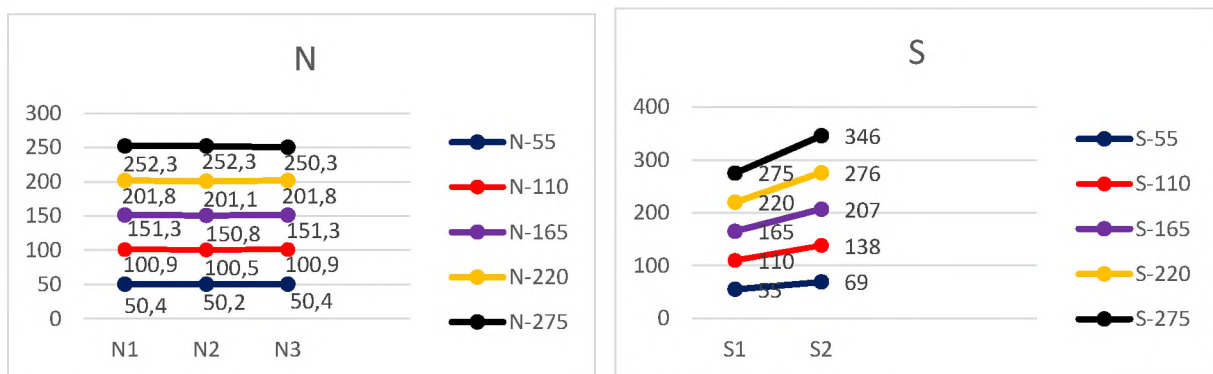 N
300
250
200
150
100
50
0
252,3 252,3 250,3
201,8 201,1 201,8
151,3 150,8 151,3
100,9 100,5 100,9
50,4 50,2 50,4
N1 N2 N3
N-55
N-110
N-165
N-220
N-275
S
400
300
200
100
0
275 346
220 276
165 207
110 138
55 69
S1 S2
S-55
S-110
S-165
S-220
S-275